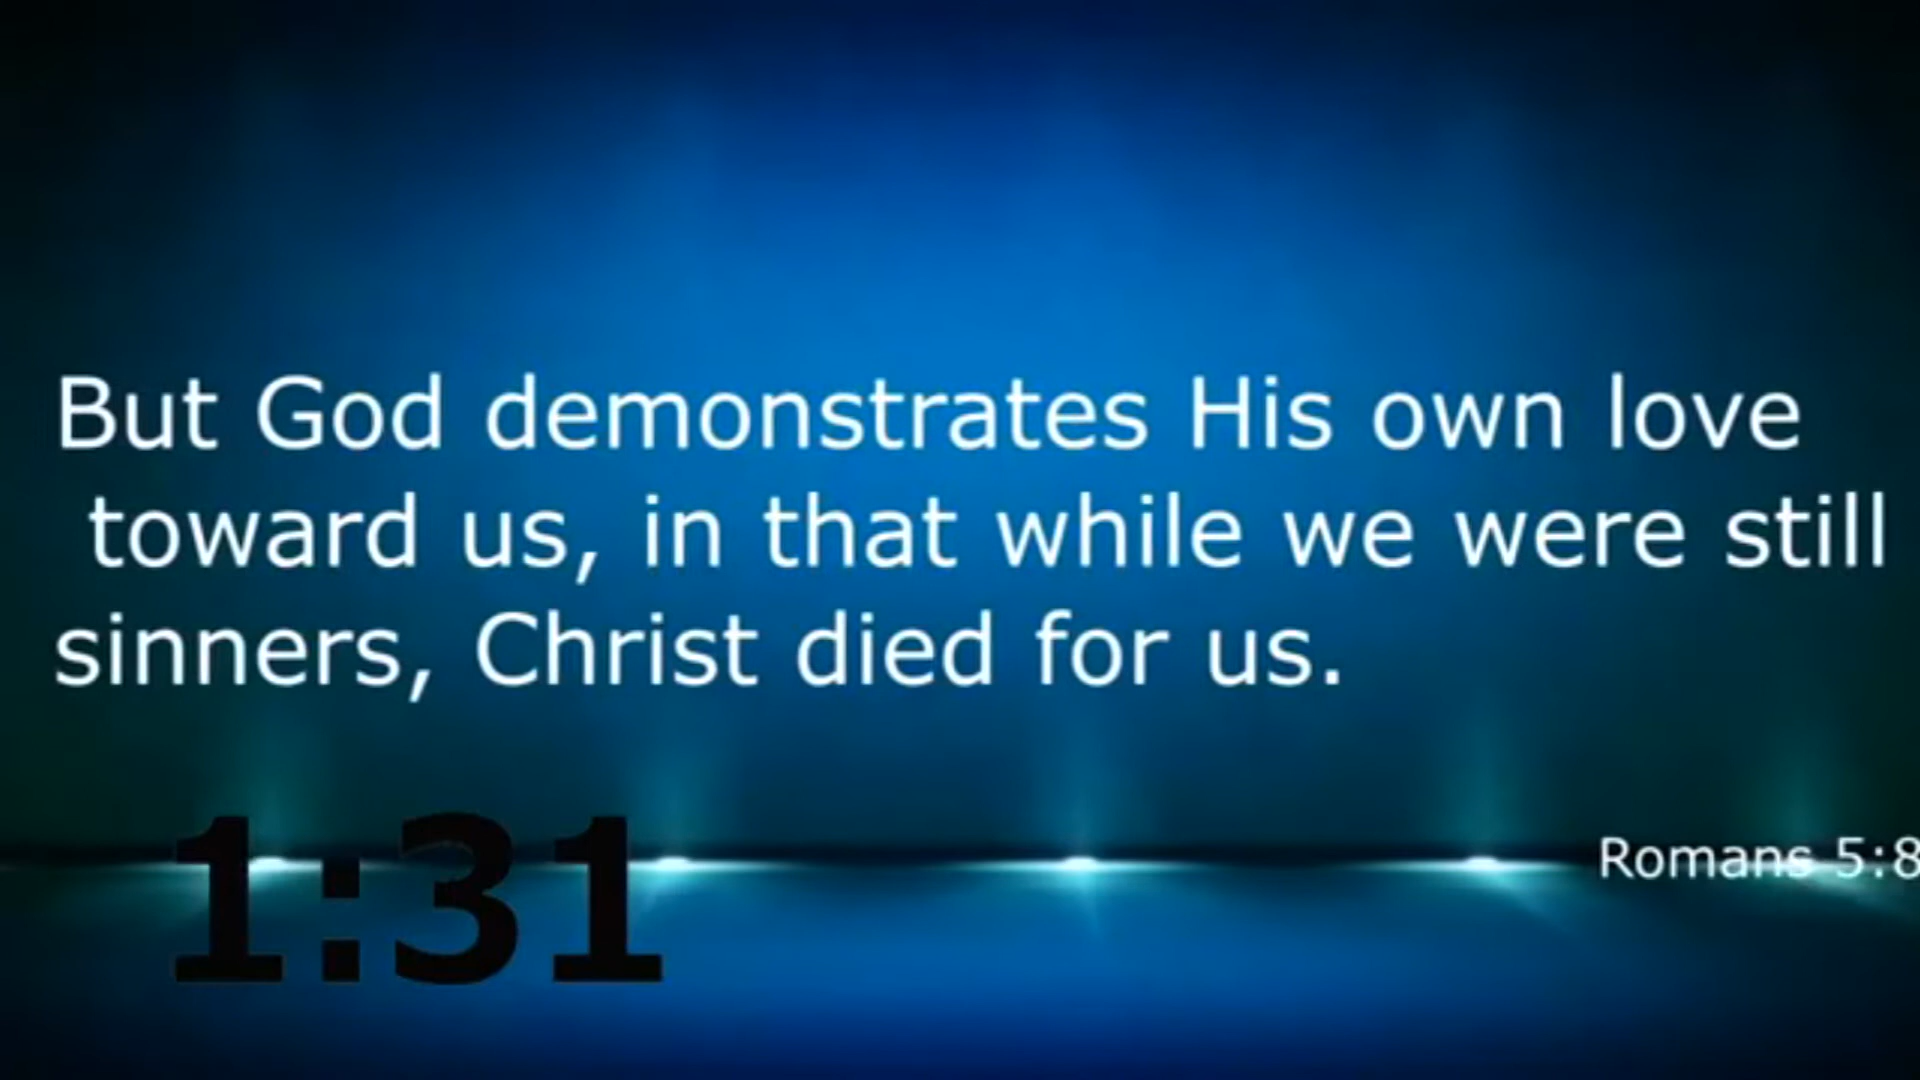 But God demonstrates His own love
toward us, in that while we were still
sinners, Christ died for us.
1:31
Romans 5:8